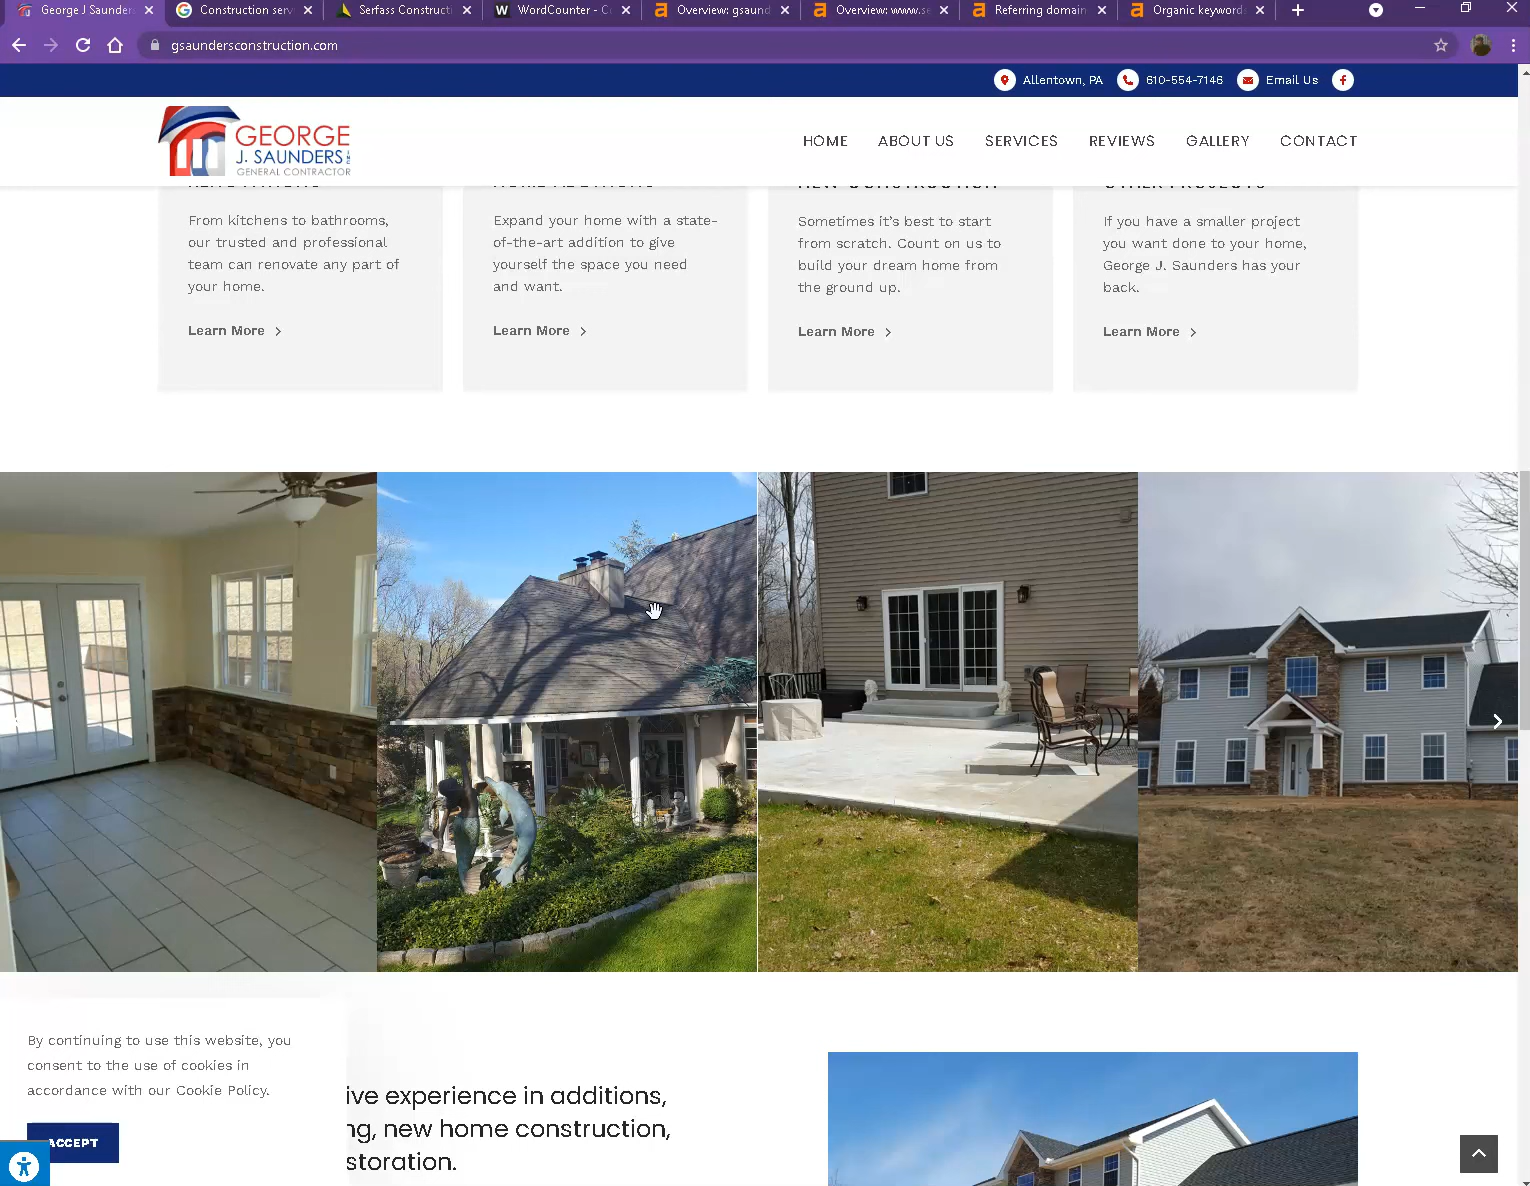 George J Saunders
Construction serv
Serfass Constructi
WordCounter - C
Overview: gsaund
Overview: www.se
Referring domain
Organic keyword
gsaundersconstruction.com
Allentown, PA
610-554-7146
Email Us
GEORGE
J. SAUNDERS INC
GENERAL CONTRACTOR
HOME
ABOUT US
SERVICES
REVIEWS
GALLERY
CONTACT
From kitchens to bathrooms,
our trusted and professional
team can renovate any part of
your home.
Learn More
Expand your home with a state-
of-the-art addition to give
yourself the space you need
and want.
Learn More
Sometimes it’s best to start
from scratch. Count on us to
build your dream home from
the ground up.
Learn More
If you have a smaller project
you want done to your home,
George J. Saunders has your
back.
Learn More
By continuing to use this website, you
consent to the use of cookies in
accordance with our Cookie Policy.
ACCEPT
ive experience in additions,
ng, new home construction,
storation.